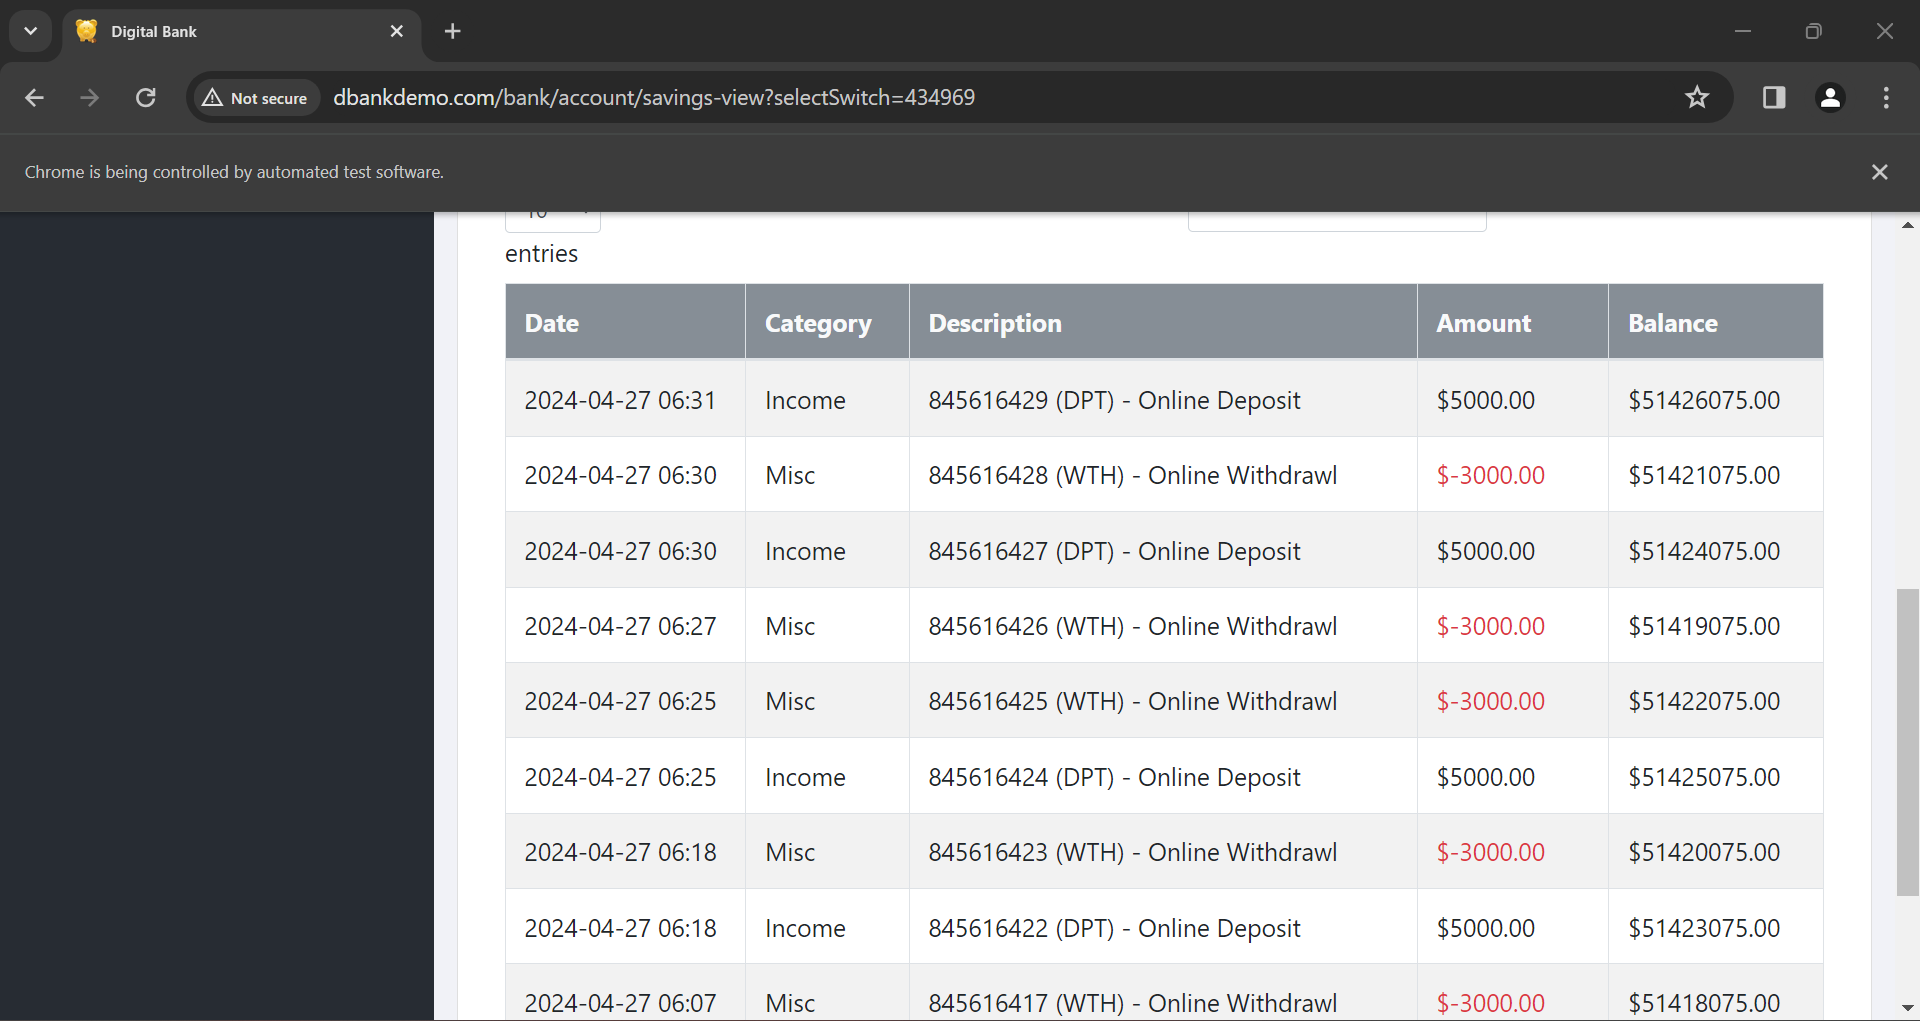 Digital Bank
Not secure dbankdemo.com/bank/account/savings-view?selectSwitch=434969
Chrome is being controlled by automated test software.
10
entries
Date Category Description Amount Balance
2024-04-27 06:31 Income 845616429 (DPT) - Online Deposit $5000.00 $51426075.00
2024-04-27 06:30 Misc 845616428 (WTH) - Online Withdrawl $-3000.00 $51421075.00
2024-04-27 06:30 Income 845616427 (DPT) - Online Deposit $5000.00 $51424075.00
2024-04-27 06:27 Misc 845616426 (WTH) - Online Withdrawl $-3000.00 $51419075.00
2024-04-27 06:25 Misc 845616425 (WTH) - Online Withdrawl $-3000.00 $51422075.00
2024-04-27 06:25 Income 845616424 (DPT) - Online Deposit $5000.00 $51425075.00
2024-04-27 06:18 Misc 845616423 (WTH) - Online Withdrawl $-3000.00 $51420075.00
2024-04-27 06:18 Income 845616422 (DPT) - Online Deposit $5000.00 $51423075.00
2024-04-27 06:07 Misc 845616417 (WTH) - Online Withdrawl $-3000.00 $51418075.00